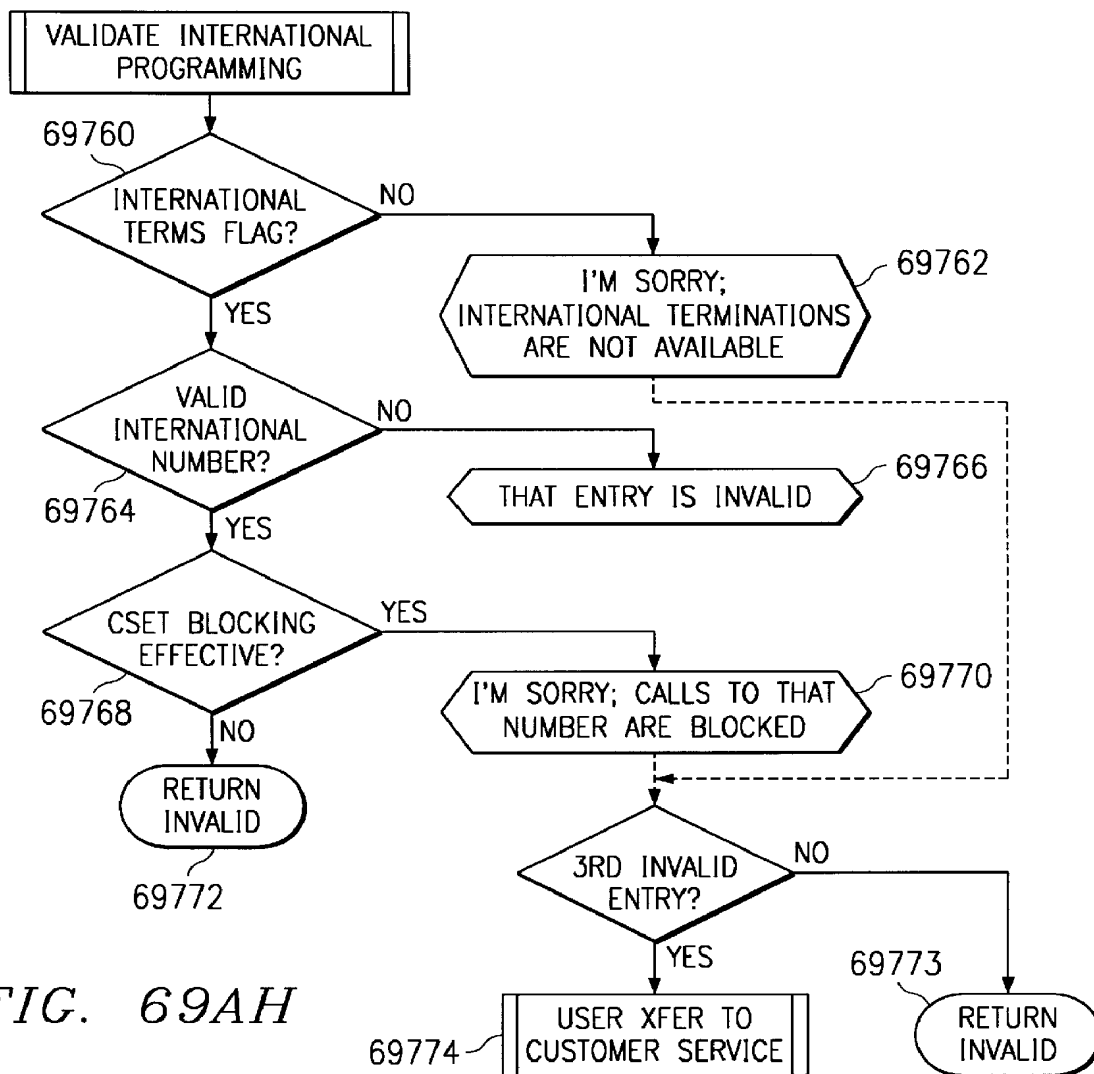 VALIDATE INTERNATIONAL
PROGRAMMING
69760
INTERNATIONAL
TERMS FLAG?
NO
YES
I'M SORRY;
INTERNATIONAL TERMINATIONS
ARE NOT AVAILABLE
69762
VALID
INTERNATIONAL
NUMBER?
NO
69764
YES
THAT ENTRY IS INVALID
69766
CSET BLOCKING
EFFECTIVE?
YES
69768
NO
I'M SORRY; CALLS TO THAT
NUMBER ARE BLOCKED
69770
RETURN
INVALID
69772
3RD INVALID
ENTRY?
NO
YES
69773
RETURN
INVALID
USER XFER TO
CUSTOMER SERVICE
69774
FIG. 69AH